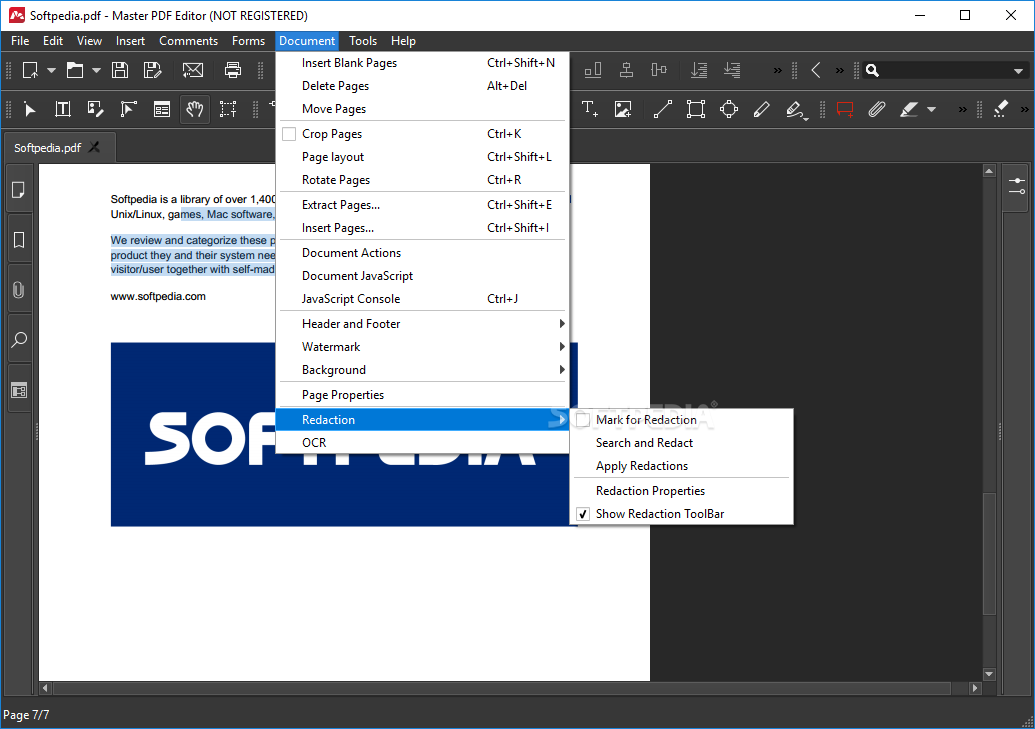 Softpedia.pdf - Master PDF Editor (NOT REGISTERED)
File Edit View Insert Comments Forms Document Tools Help
Softpedia.pdf
Insert Blank Pages Ctrl+Shift+N
Delete Pages Alt+Del
Move Pages
Crop Pages Ctrl+K
Page layout Ctrl+Shift+L
Rotate Pages Ctrl+R
Extract Pages... Ctrl+Shift+E
Insert Pages... Ctrl+Shift+I
Document Actions
Document JavaScript
JavaScript Console Ctrl+J
Header and Footer
Watermark
Background
Page Properties
Redaction
OCR
Mark for Redaction
Search and Redact
Apply Redactions
Redaction Properties
Show Redaction ToolBar
Softpedia is a library of over 1,400
Unix/Linux, games, Mac software,
We review and categorize these p
product they and their system nee
visitor/user together with self-mad
www.softpedia.com
SOFTPEDIA
SOFTPEDIA®
Page 7/7